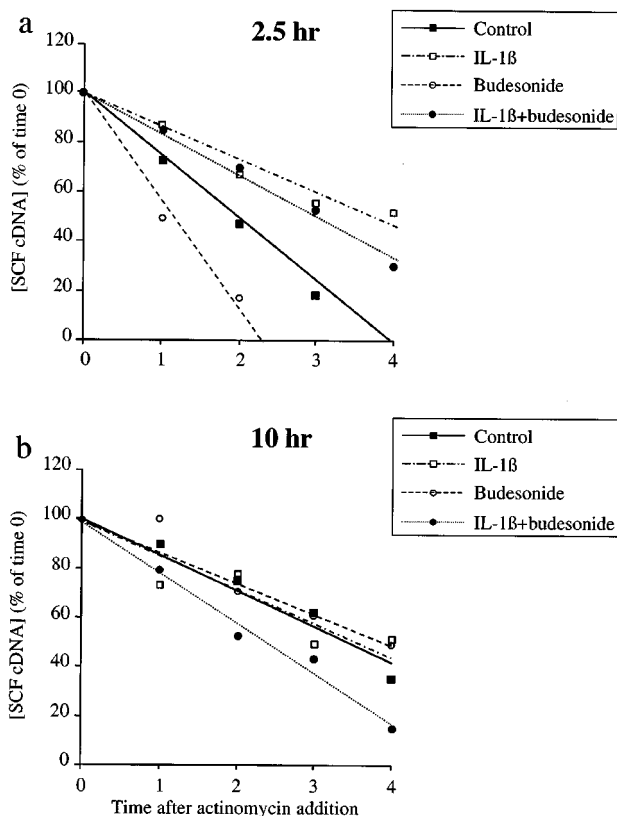 a
2.5 hr
Control
IL-1ß
Budesonide
IL-1ß+budesonide
[SCF cDNA] (% of time 0)
120
100
80
60
40
20
0
0 1 2 3 4
b
10 hr
Control
IL-1ß
Budesonide
IL-1ß+budesonide
[SCF cDNA] (% of time 0)
120
100
80
60
40
20
0
0 1 2 3 4
Time after actinomycin addition